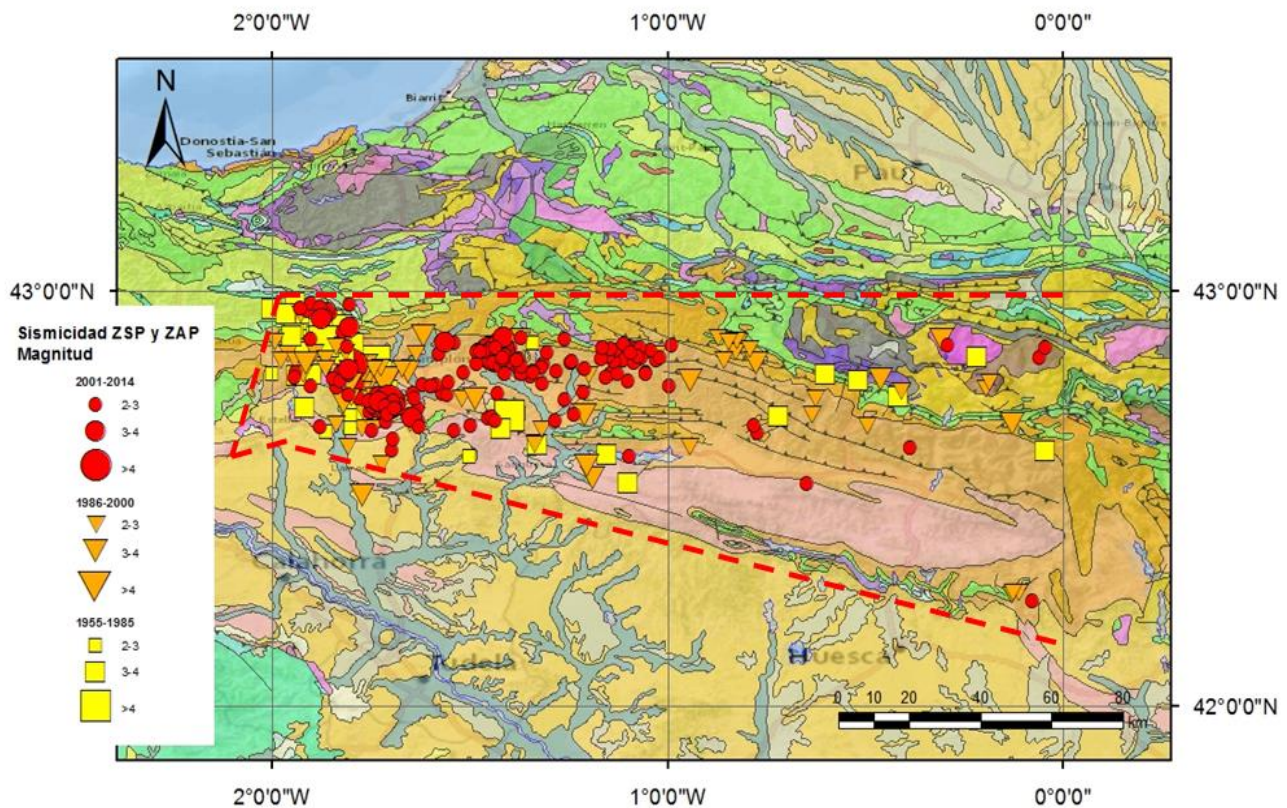 2°0'0"W 1°0'0"W 0°0'0"
N
Biarrit
Donostia-San
Sebastián
Pau
43°0'0"N 43°0'0"N
Sismicidad ZSP y ZAP
Magnitud
2001-2014
2-3
3-4
>4
1986-2000
2-3
3-4
>4
1955-1985
2-3
3-4
>4
Calahorra
Tudela
Huesca
0 10 20 40 60 80
km
42°0'0"N
2°0'0"W 1°0'0"W 0°0'0"